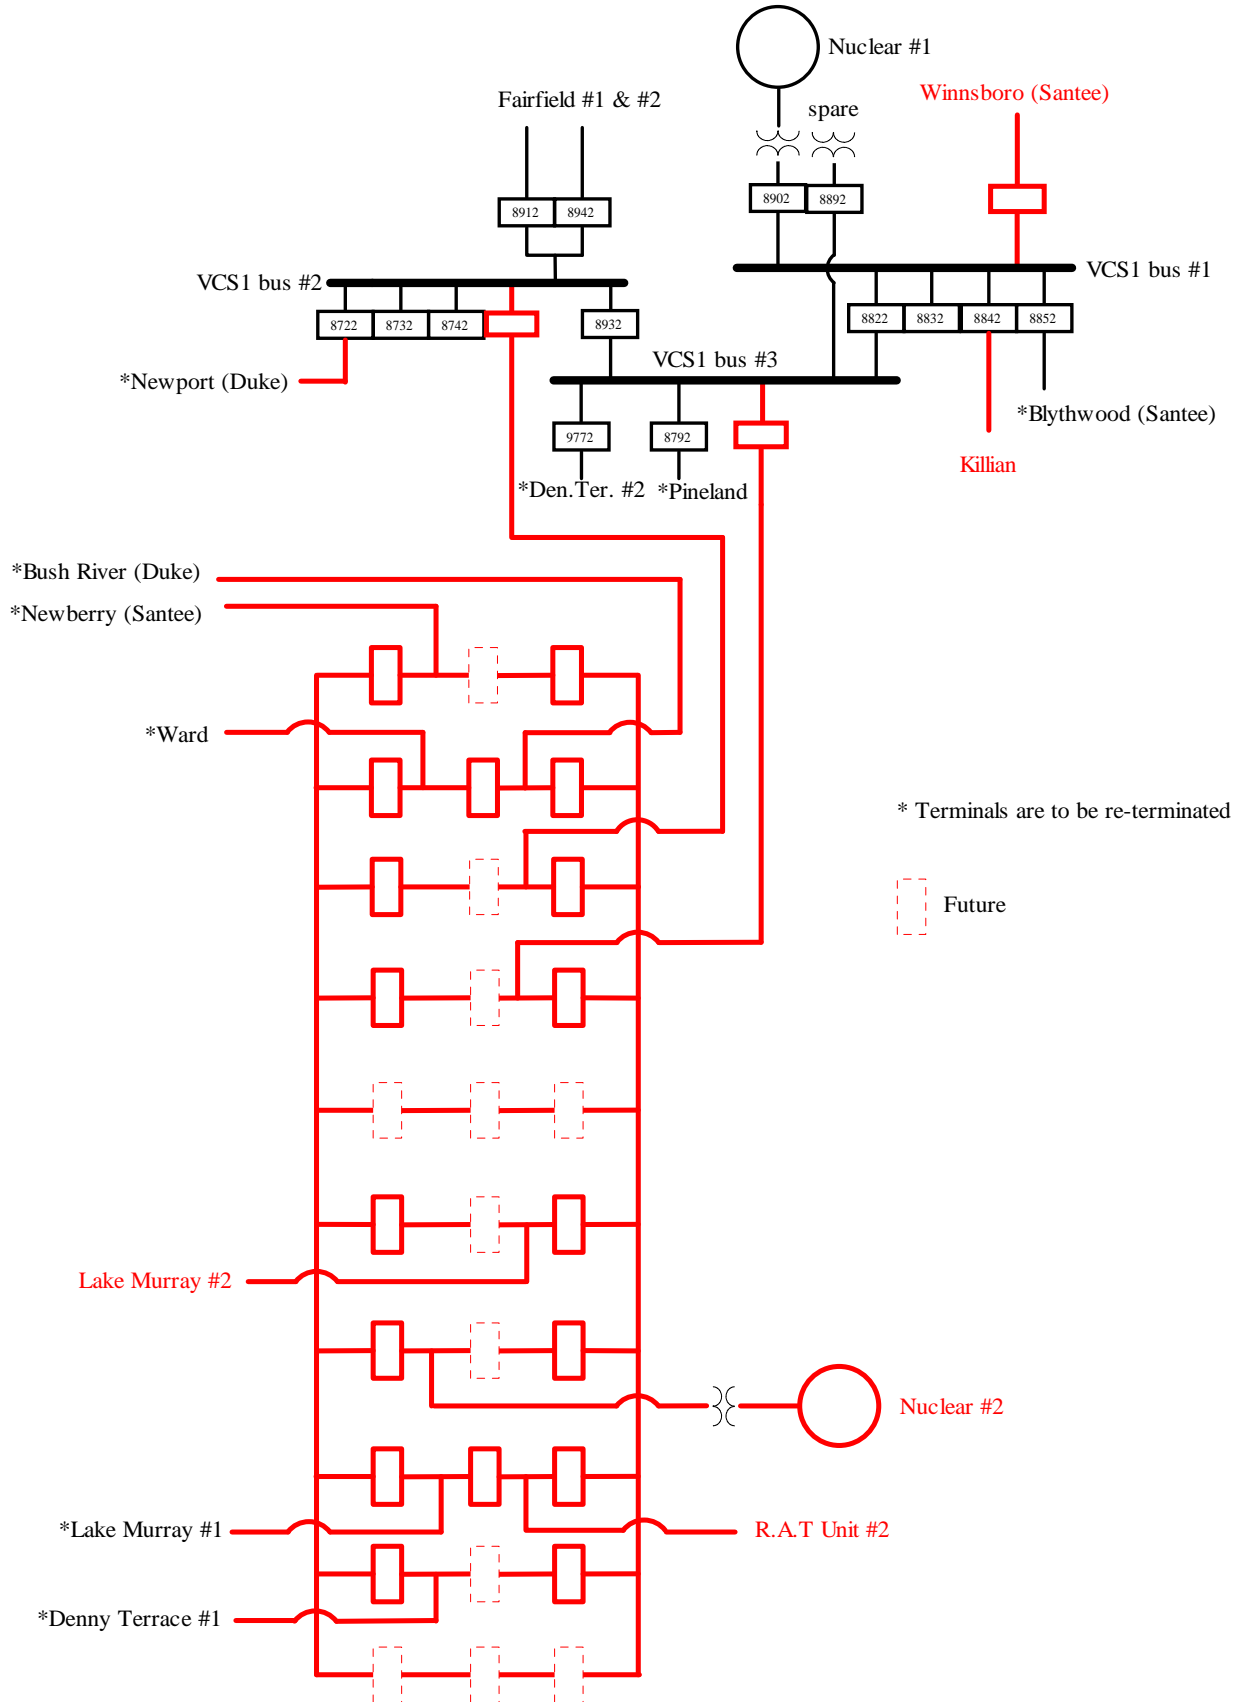 Nuclear #1
Winnsboro (Santee)
Fairfield #1 & #2
spare
8902
8892
8912
8942
VCS1 bus #1
VCS1 bus #2
8722
8732
8742
8932
8822
8832
8842
8852
VCS1 bus #3
*Newport (Duke)
*Blythwood (Santee)
9772
8792
Killian
*Den.Ter. #2
*Pineland
*Bush River (Duke)
*Newberry (Santee)
*Ward
* Terminals are to be re-terminated
Future
Lake Murray #2
Nuclear #2
*Lake Murray #1
R.A.T Unit #2
*Denny Terrace #1